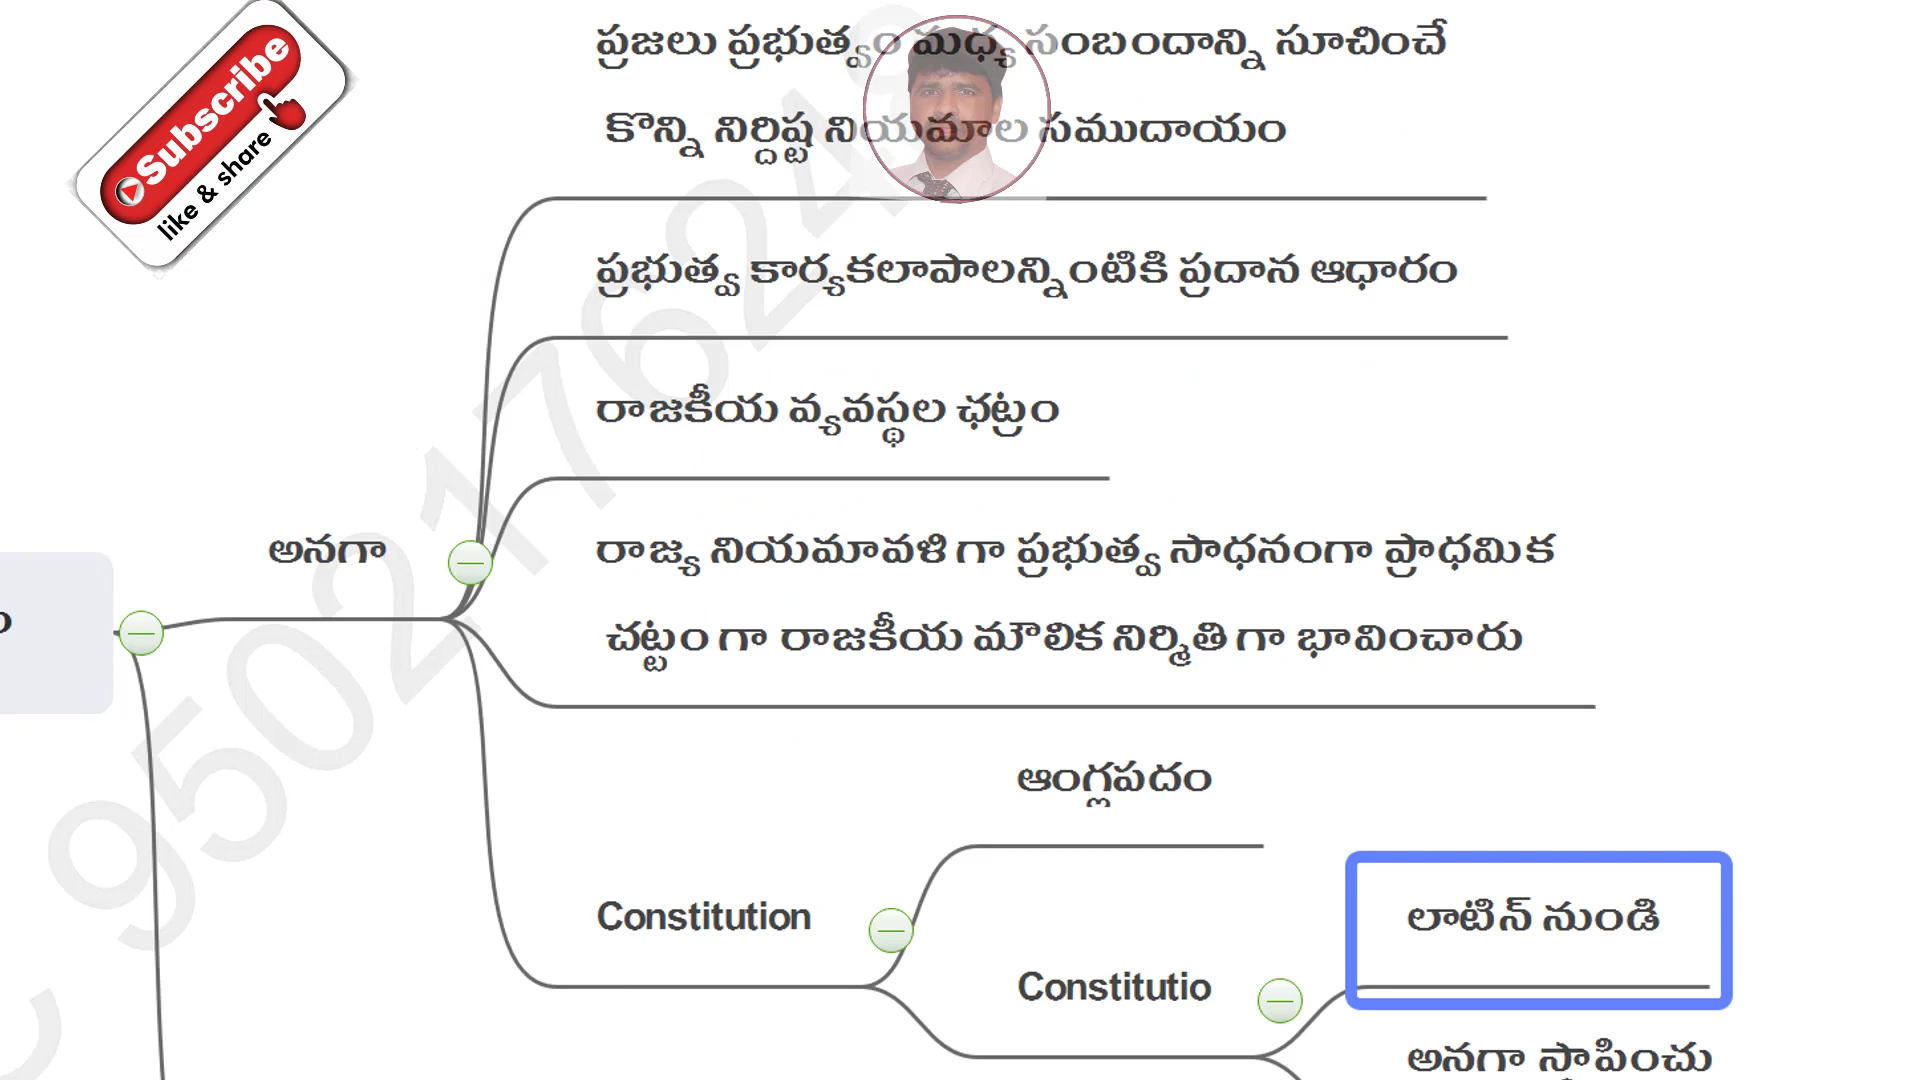 Subscribe
like & share
ప్రజలు ప్రభుత్వం మధ్య సంబందాన్ని సూచించే
కొన్ని నిర్దిష్ట నియమాల సముదాయం
ప్రభుత్వ కార్యకలాపాలన్నింటికి ప్రదాన ఆధారం
రాజకీయ వ్యవస్థల ఛట్రం
అనగా
రాజ్య నియమావళి గా ప్రభుత్వ సాధనంగా ప్రాధమిక
చట్టం గా రాజకీయ మౌలిక నిర్మితి గా భావించారు
ఆంగ్లపదం
Constitution
లాటిన్ నుండి
Constitutio
అనగా స్థాపించు